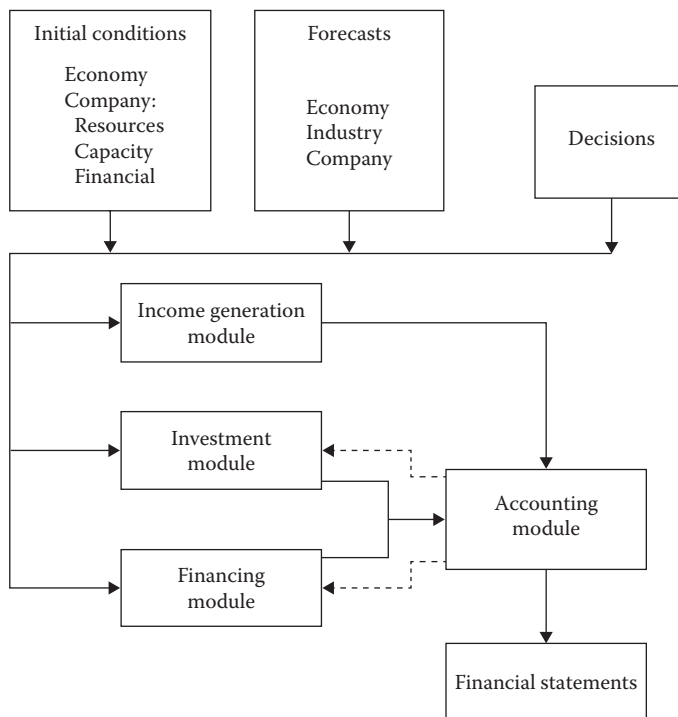 Initial conditions
Economy
Company:
Resources
Capacity
Financial
Forecasts
Economy
Industry
Company
Decisions
Income generation
module
Investment
module
Accounting
module
Financing
module
Financial statements